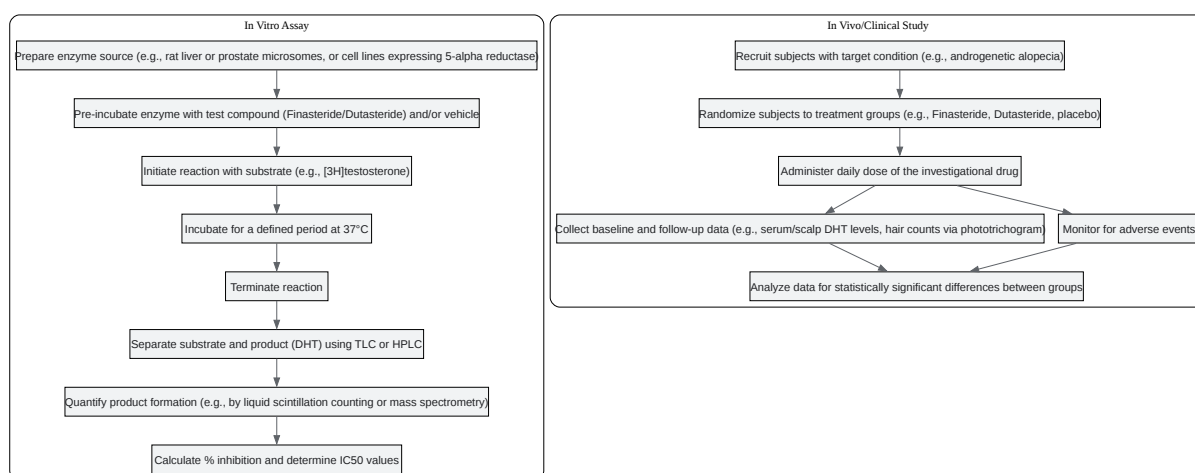 In Vitro Assay
Prepare enzyme source (e.g., rat liver or prostate microsomes, or cell lines expressing 5-alpha reductase)
Pre-incubate enzyme with test compound (Finasteride/Dutasteride) and/or vehicle
Initiate reaction with substrate (e.g., [3H]testosterone)
Incubate for a defined period at 37°C
Terminate reaction
Separate substrate and product (DHT) using TLC or HPLC
Quantify product formation (e.g., by liquid scintillation counting or mass spectrometry)
Calculate % inhibition and determine IC50 values
In Vivo/Clinical Study
Recruit subjects with target condition (e.g., androgenetic alopecia)
Randomize subjects to treatment groups (e.g., Finasteride, Dutasteride, placebo)
Administer daily dose of the investigational drug
Collect baseline and follow-up data (e.g., serum/scalp DHT levels, hair counts via phototrichogram)
Monitor for adverse events
Analyze data for statistically significant differences between groups